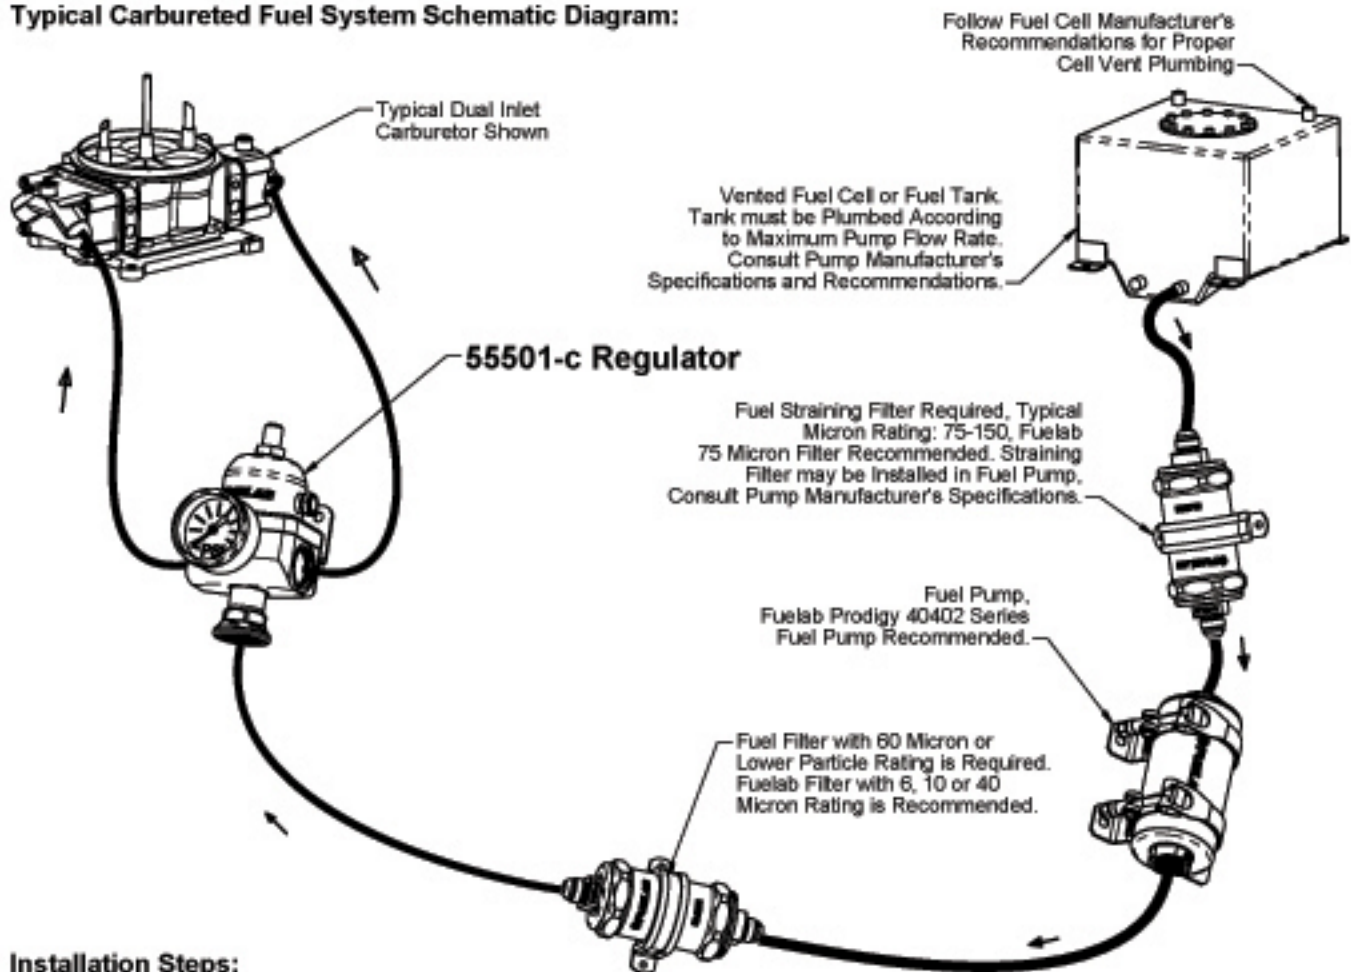 Typical Carbureted Fuel System Schematic Diagram:
Follow Fuel Cell Manufacturer's
Recommendations for Proper
Cell Vent Plumbing
Typical Dual Inlet
Carburetor Shown
Vented Fuel Cell or Fuel Tank.
Tank must be Plumbed According
to Maximum Pump Flow Rate.
Consult Pump Manufacturer's
Specifications and Recommendations.
55501-c Regulator
Fuel Straining Filter Required, Typical
Micron Rating: 75-150, Fuelab
75 Micron Filter Recommended. Straining
Filter may be Installed in Fuel Pump,
Consult Pump Manufacturer's Specifications.
PSI
Fuel Pump,
Fuelab Prodigy 40402 Series
Fuel Pump Recommended.
Fuel Filter with 60 Micron or
Lower Particle Rating is Required.
Fuelab Filter with 6, 10 or 40
Micron Rating is Recommended.
Installation Steps: